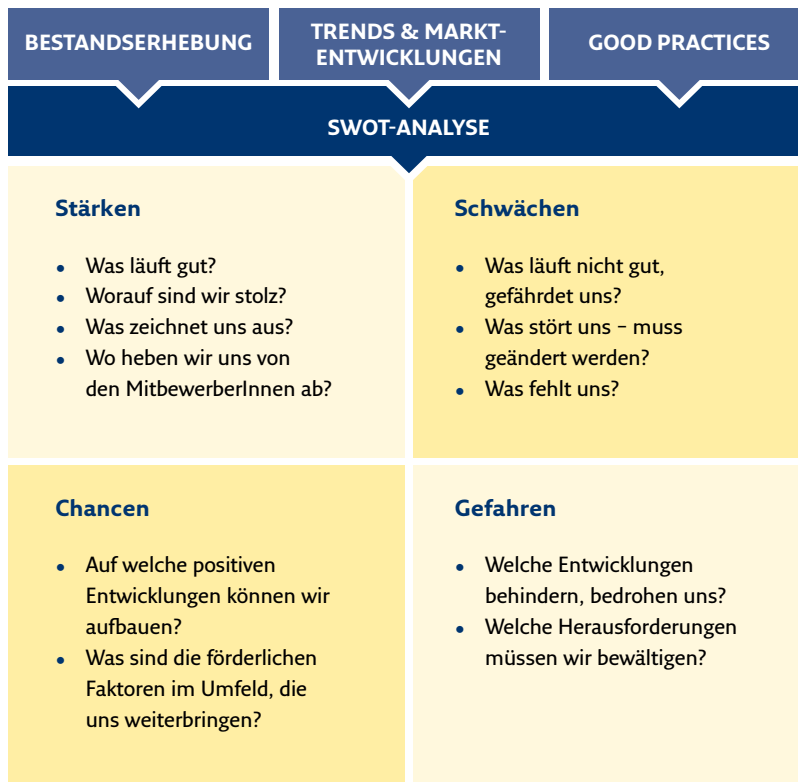 BESTANDSERHEBUNG
TRENDS & MARKT-
ENTWICKLUNGEN
GOOD PRACTICES
SWOT-ANALYSE
Stärken
• Was läuft gut?
• Worauf sind wir stolz?
• Was zeichnet uns aus?
• Wo heben wir uns von
den MitbewerberInnen ab?
Schwächen
• Was läuft nicht gut,
gefährdet uns?
• Was stört uns – muss
geändert werden?
• Was fehlt uns?
Chancen
• Auf welche positiven
Entwicklungen können wir
aufbauen?
• Was sind die förderlichen
Faktoren im Umfeld, die
uns weiterbringen?
Gefahren
• Welche Entwicklungen
behindern, bedrohen uns?
• Welche Herausforderungen
müssen wir bewältigen?